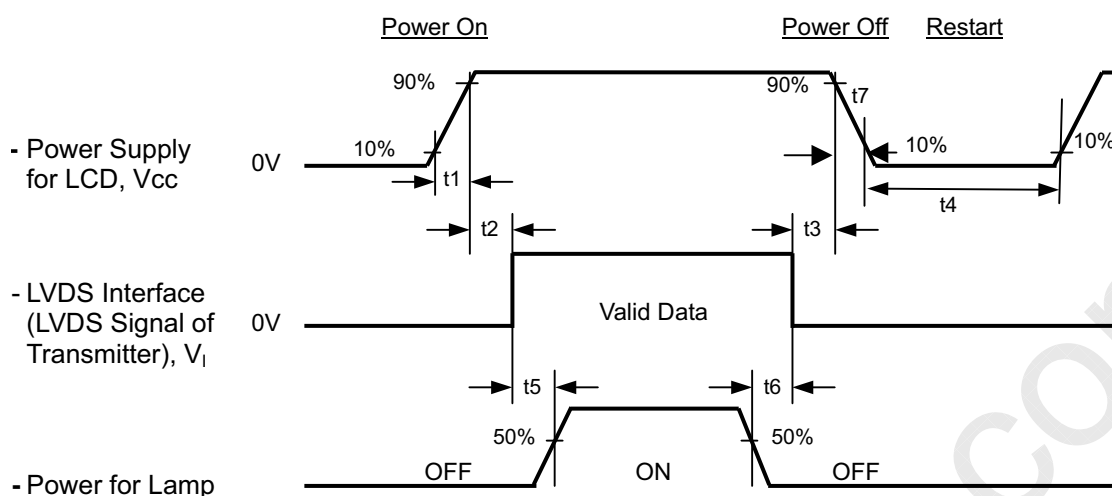 Power On
Power Off
Restart
90%
90%
t7
- Power Supply
for LCD, Vcc
0V
10%
10%
10%
t1
t4
t2
t3
- LVDS Interface
(LVDS Signal of
Transmitter), VI
0V
Valid Data
t5
t6
50%
50%
- Power for Lamp
OFF
ON
OFF